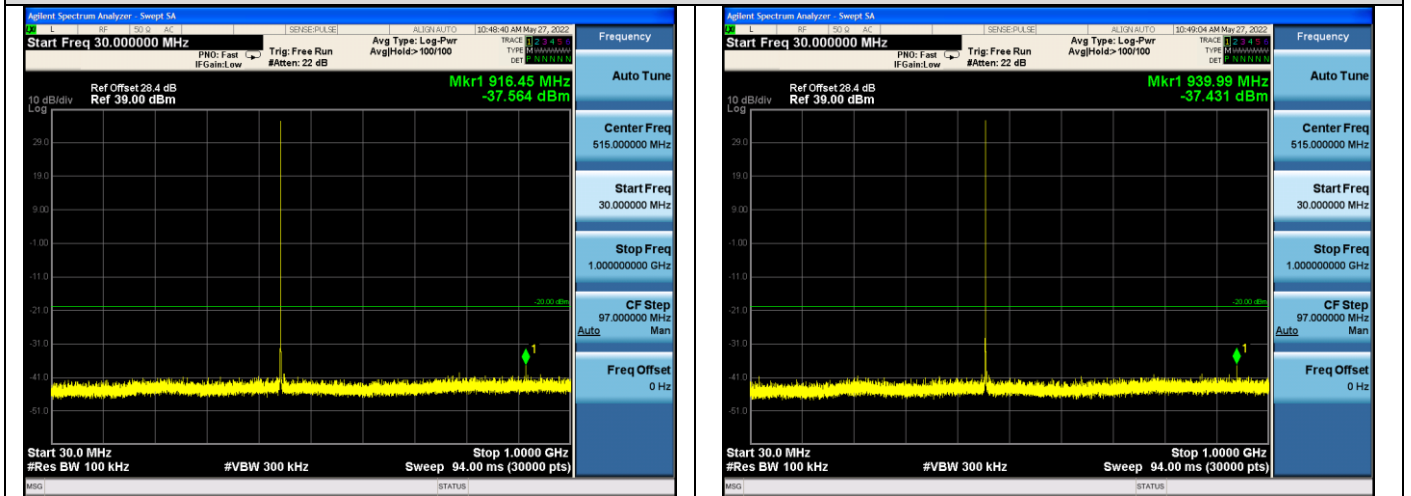 Agilent Spectrum Analyzer - Swept SA
L RF 50 Ω AC SENSE:PULSE ALIGN AUTO 10:48:40 AM May 27, 2022
Start Freq 30.000000 MHz
PNO: Fast
IFGain:Low
Trig: Free Run
#Atten: 22 dB
Avg Type: Log-Pwr
Avg|Hold:> 100/100
TRACE 1 2 3 4 5 6
TYPE M
DET P N N N N N
Ref Offset 28.4 dB
Ref 39.00 dBm
10 dB/div
Log
Mkr1 916.45 MHz
-37.564 dBm
29.0
19.0
9.00
-1.00
-11.0
-21.0
-31.0
-41.0
-51.0
-20.00 dBm
1
Start 30.0 MHz
Stop 1.0000 GHz
#Res BW 100 kHz
#VBW 300 kHz
Sweep 94.00 ms (30000 pts)
MSG
STATUS
Frequency
Auto Tune
Center Freq
515.000000 MHz
Start Freq
30.000000 MHz
Stop Freq
1.000000000 GHz
CF Step
97.000000 MHz
Auto Man
Freq Offset
0 Hz
Agilent Spectrum Analyzer - Swept SA
L RF 50 Ω AC SENSE:PULSE ALIGN AUTO 10:49:04 AM May 27, 2022
Start Freq 30.000000 MHz
PNO: Fast
IFGain:Low
Trig: Free Run
#Atten: 22 dB
Avg Type: Log-Pwr
Avg|Hold:> 100/100
TRACE 1 2 3 4 5 6
TYPE M
DET P N N N N N
Ref Offset 28.4 dB
Ref 39.00 dBm
10 dB/div
Log
Mkr1 939.99 MHz
-37.431 dBm
29.0
19.0
9.00
-1.00
-11.0
-21.0
-31.0
-41.0
-51.0
-20.00 dBm
1
Start 30.0 MHz
Stop 1.0000 GHz
#Res BW 100 kHz
#VBW 300 kHz
Sweep 94.00 ms (30000 pts)
MSG
STATUS
Frequency
Auto Tune
Center Freq
515.000000 MHz
Start Freq
30.000000 MHz
Stop Freq
1.000000000 GHz
CF Step
97.000000 MHz
Auto Man
Freq Offset
0 Hz